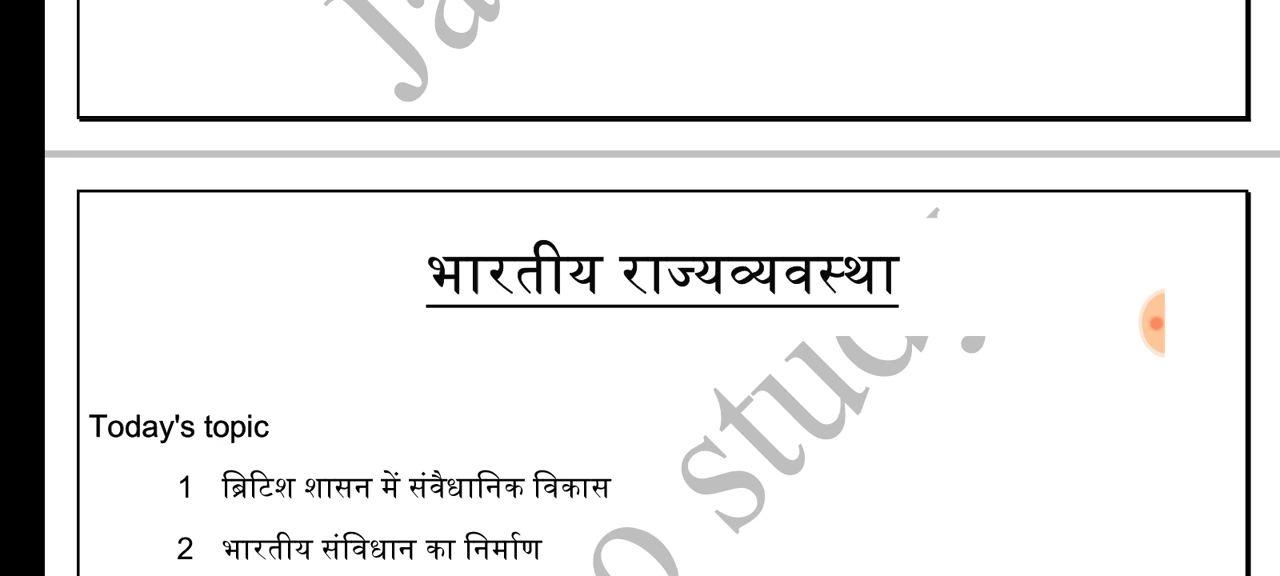 भारतीय राज्यव्यवस्था
Today's topic
1 ब्रिटिश शासन में संवैधानिक विकास
2 भारतीय संविधान का निर्माण